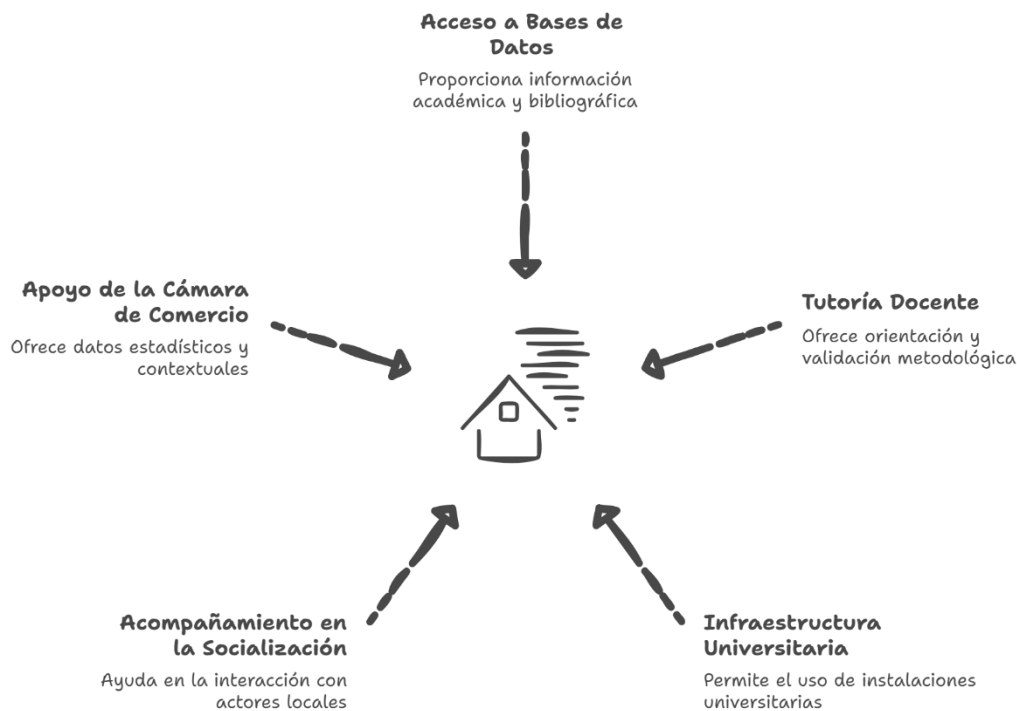 Acceso a Bases de
Datos
Proporciona información
académica y bibliográfica
Apoyo de la Cámara
de Comercio
Ofrece datos estadísticos y
contextuales
Tutoría Docente
Ofrece orientación y
validación metodológica
Acompañamiento en
la Socialización
Ayuda en la interacción con
actores locales
Infraestructura
Universitaria
Permite el uso de instalaciones
universitarias